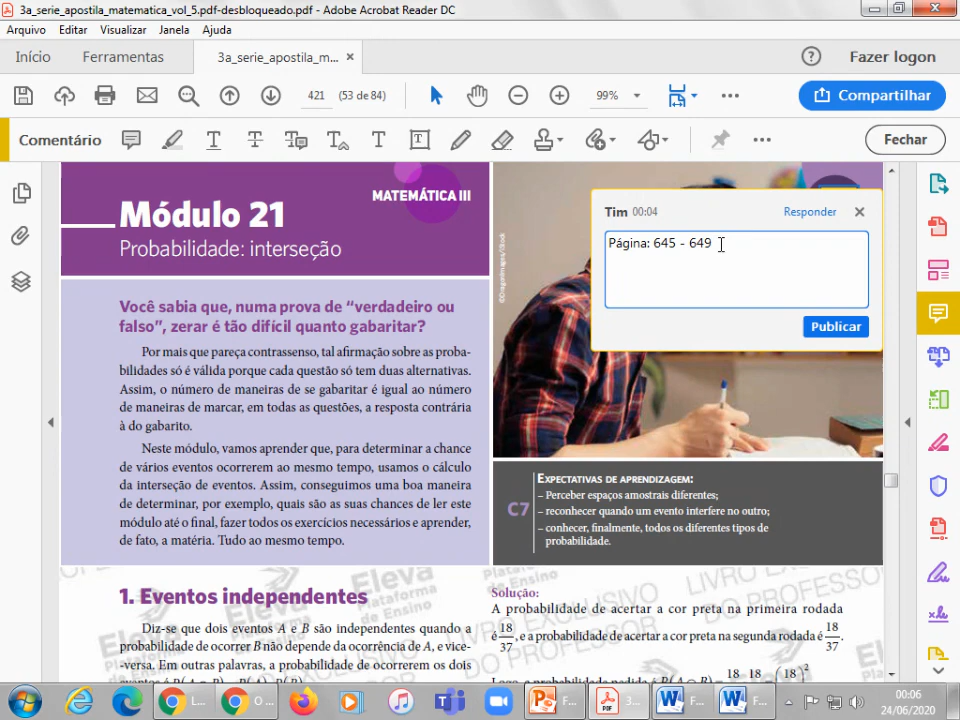 3a_serie_apostila_matematica_vol_5.pdf-desbloqueado.pdf - Adobe Acrobat Reader DC
Arquivo Editar Visualizar Janela Ajuda
Início Ferramentas 3a_serie_apostila_m... × Fazer logon
421 (53 de 84) 99% Compartilhar
Comentário Fechar
MATEMÁTICA III
Módulo 21
Probabilidade: interseção
Tim 00:04 Responder
Página: 645 - 649
Publicar
Você sabia que, numa prova de “verdadeiro ou
falso”, zerar é tão difícil quanto gabaritar?
Por mais que pareça contrassenso, tal afirmação sobre as proba-
bilidades só é válida porque cada questão só tem duas alternativas.
Assim, o número de maneiras de se gabaritar é igual ao número
de maneiras de marcar, em todas as questões, a resposta contrária
à do gabarito.
Neste módulo, vamos aprender que, para determinar a chance
de vários eventos ocorrerem ao mesmo tempo, usamos o cálculo
da interseção de eventos. Assim, conseguimos uma boa maneira
de determinar, por exemplo, quais são as suas chances de ler este
módulo até o final, fazer todos os exercícios necessários e aprender,
de fato, a matéria. Tudo ao mesmo tempo.
C7
Expectativas de aprendizagem:
– Perceber espaços amostrais diferentes;
– reconhecer quando um evento interfere no outro;
– conhecer, finalmente, todos os diferentes tipos de
probabilidade.
1. Eventos independentes
Diz-se que dois eventos A e B são independentes quando a
probabilidade de ocorrer B não depende da ocorrência de A, e vice-
-versa. Em outras palavras, a probabilidade de ocorrerem os dois
Solução:
A probabilidade de acertar a cor preta na primeira rodada
é 18/37, e a probabilidade de acertar a cor preta na segunda rodada é 18/37.
Eleva
Plataforma
de Ensino
LIVRO EXCLUSIVO
DO PROFESSOR
00:06
24/06/2020